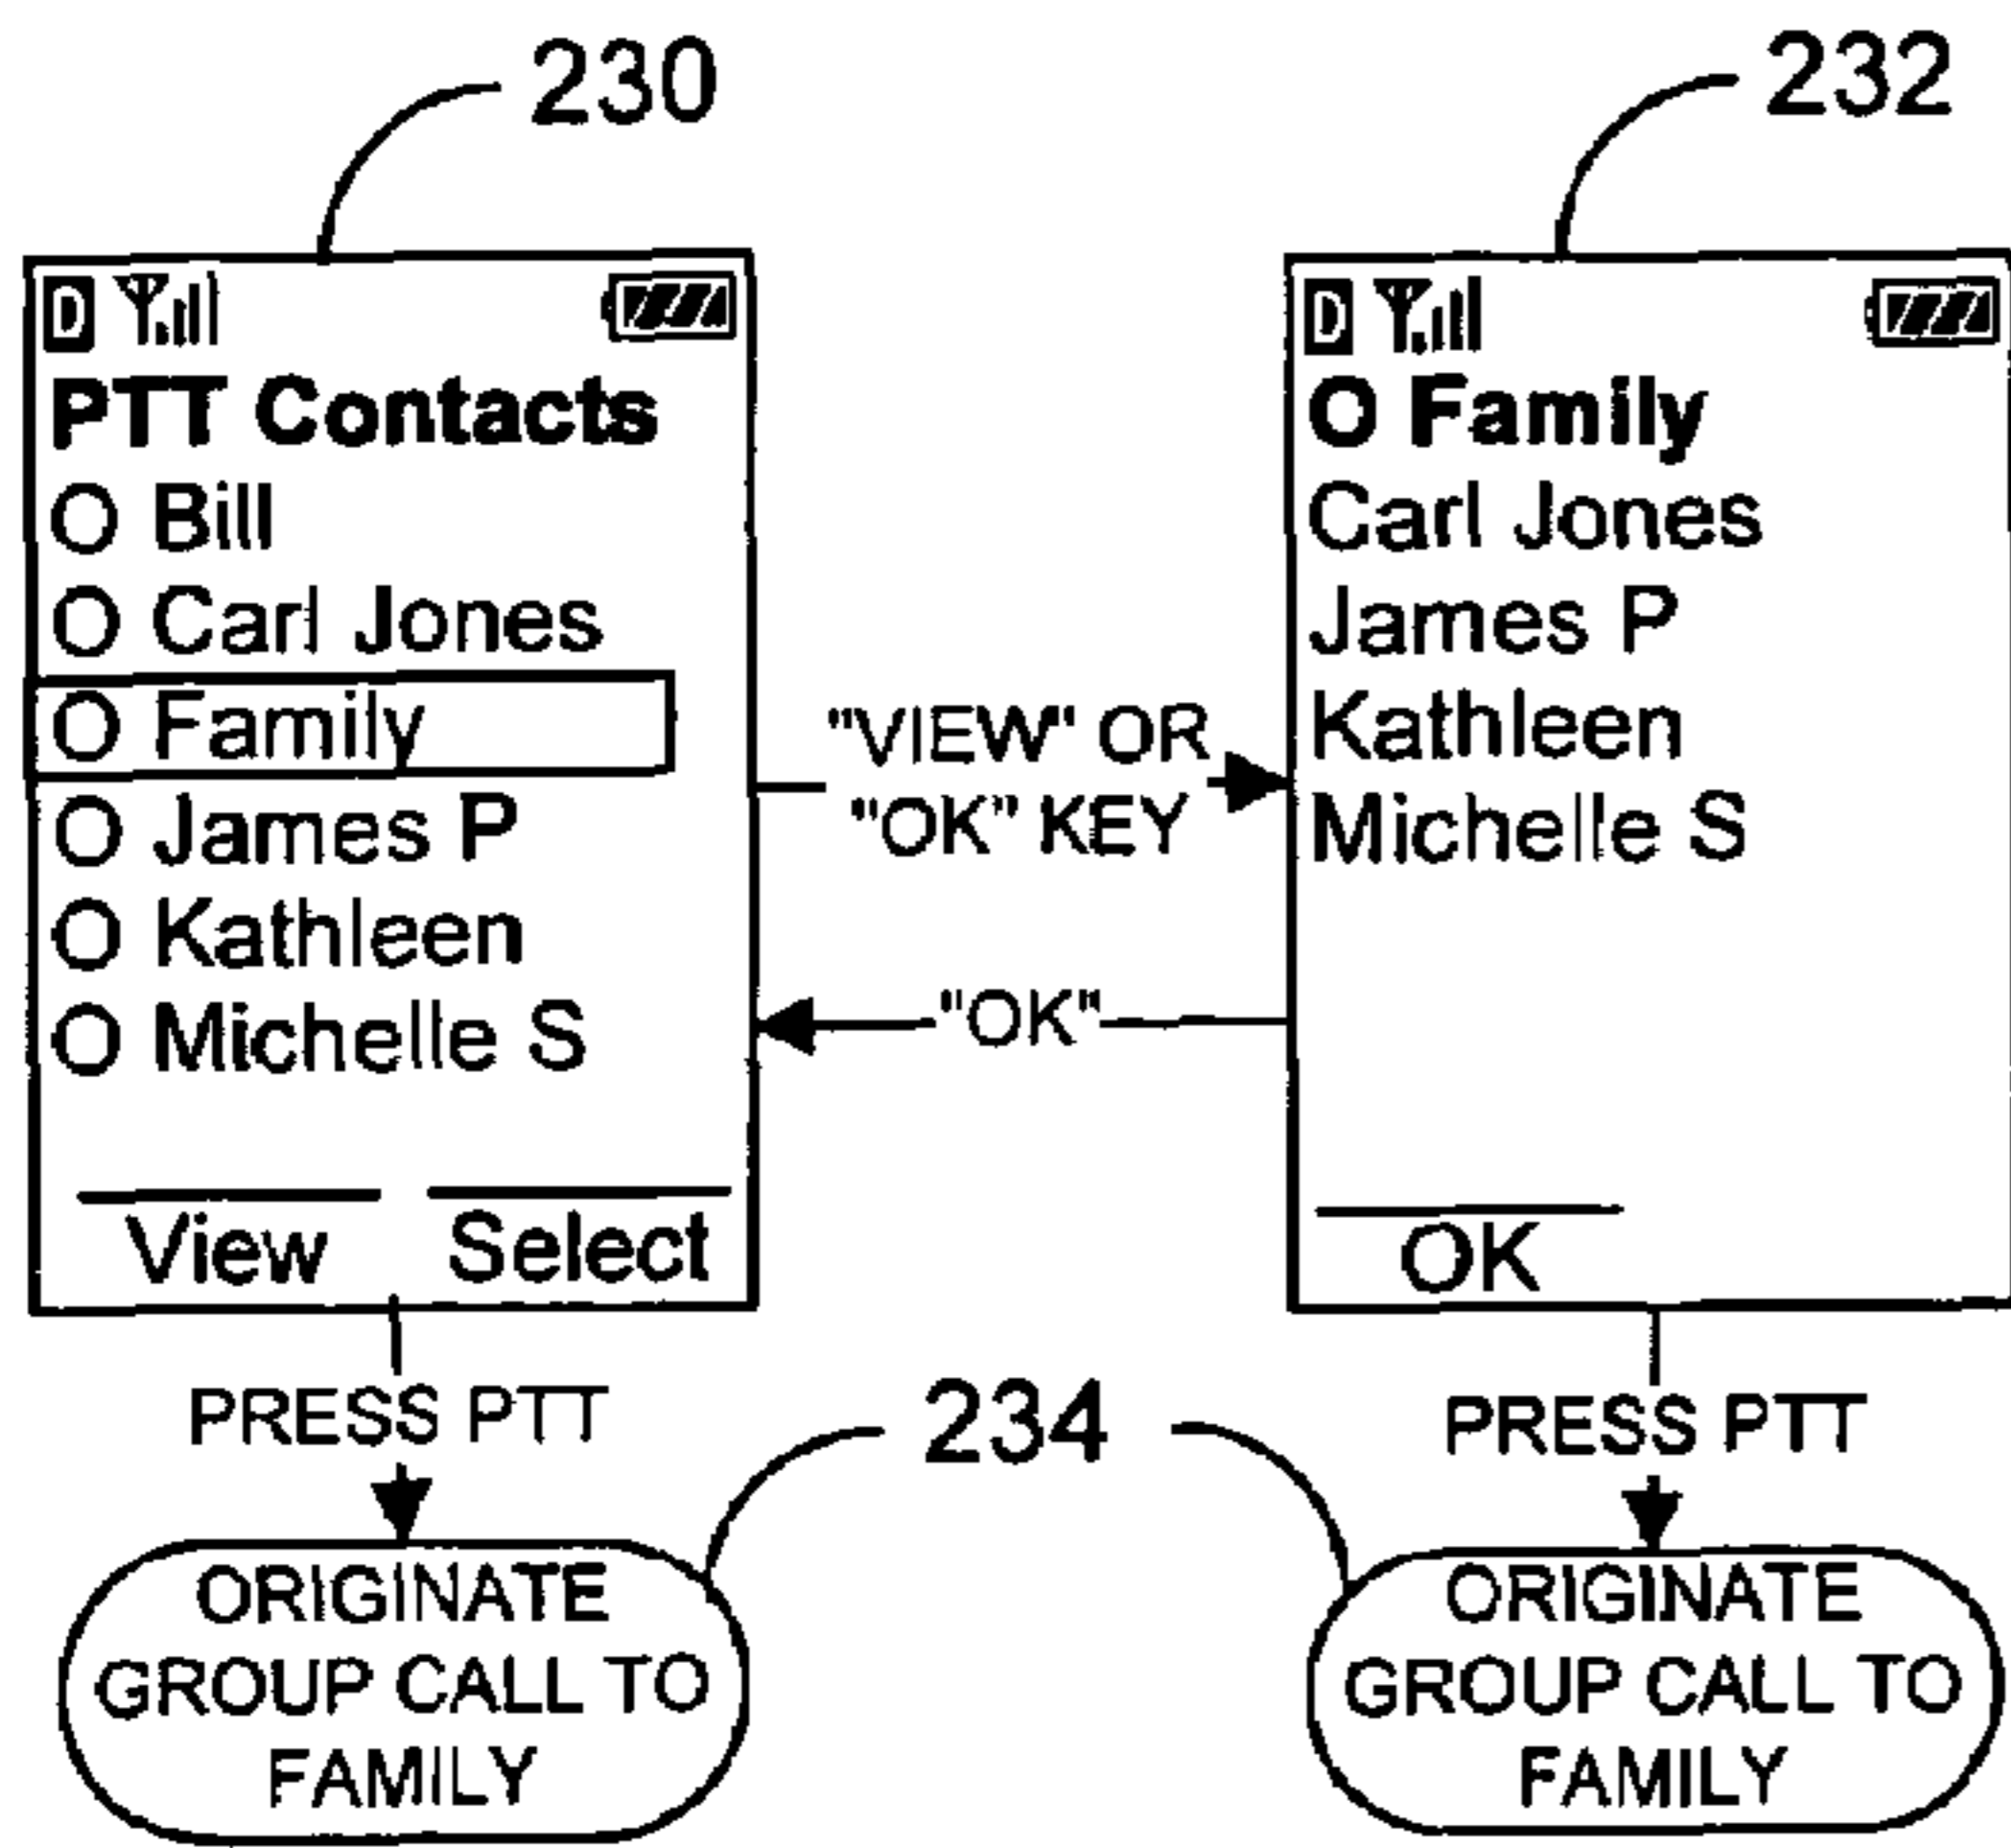 230
232
D
PTT Contacts
O Bill
O Carl Jones
O Family
O James P
O Kathleen
O Michelle S
View Select
"VIEW" OR
"OK" KEY
"OK"
D
O Family
Carl Jones
James P
Kathleen
Michelle S
OK
PRESS PTT
234
PRESS PTT
ORIGINATE
GROUP CALL TO
FAMILY
ORIGINATE
GROUP CALL TO
FAMILY